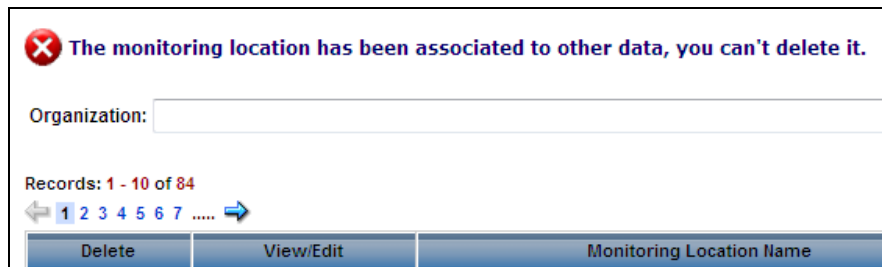 The monitoring location has been associated to other data, you can't delete it.
Organization:
Records: 1 - 10 of 84
1 2 3 4 5 6 7 .....
Delete View/Edit Monitoring Location Name